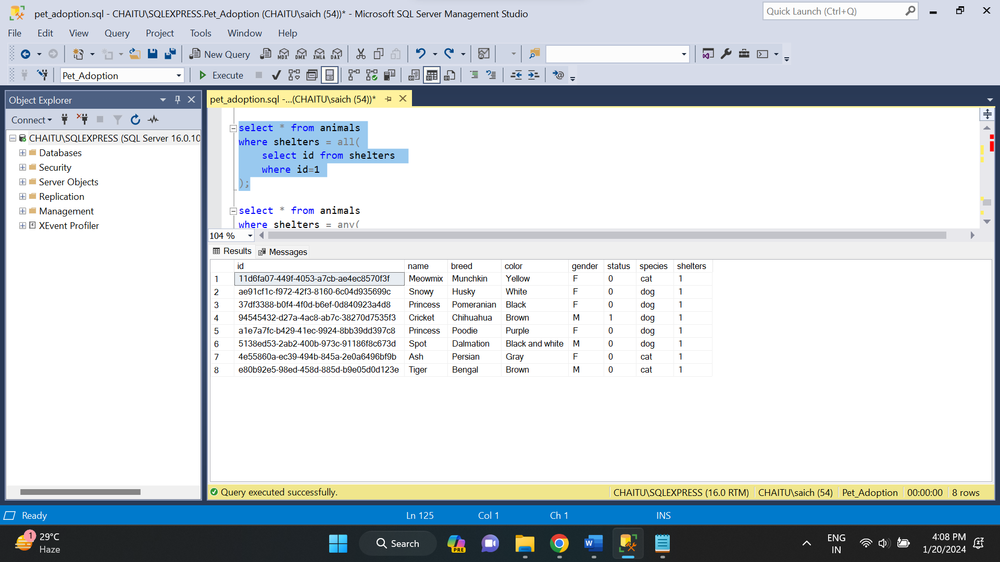 pet_adoption.sql - CHAITU\SQLEXPRESS.Pet_Adoption (CHAITU\saich (54))* - Microsoft SQL Server Management Studio
Quick Launch (Ctrl+Q)
File Edit View Query Project Tools Window Help
New Query MDX DMX XMLA DAX
Pet_Adoption Execute
Object Explorer
pet_adoption.sql -...(CHAITU\saich (54))*
Connect
CHAITU\SQLEXPRESS (SQL Server 16.0.10
Databases
Security
Server Objects
Replication
Management
XEvent Profiler
select * from animals
where shelters = all(
select id from shelters
where id=1
);
select * from animals
where shelters = any(
104 %
Results Messages
id name breed color gender status species shelters
1 11d6fa07-449f-4053-a7cb-ae4ec8570f3f Meowmix Munchkin Yellow F 0 cat 1
2 ae91cf1c-f972-42f3-8160-6c04d935699c Snowy Husky White F 0 dog 1
3 37df3388-b0f4-4f0d-b6ef-0d840923a4d8 Princess Pomeranian Black F 0 dog 1
4 94545432-d27a-4ac8-ab7c-38270d7535f3 Cricket Chihuahua Brown M 1 dog 1
5 a1e7a7fc-b429-41ec-9924-8bb39dd397c8 Princess Poodie Purple F 0 dog 1
6 5138ed53-2ab2-400b-973c-91186f8c673d Spot Dalmation Black and white M 0 dog 1
7 4e55860a-ec39-494b-845a-2e0a6496bf9b Ash Persian Gray F 0 cat 1
8 e80b92e5-98ed-458d-885d-b9e05d0d123e Tiger Bengal Brown M 0 cat 1
Query executed successfully. CHAITU\SQLEXPRESS (16.0 RTM) CHAITU\saich (54) Pet_Adoption 00:00:00 8 rows
Ready Ln 125 Col 1 Ch 1 INS
1 29°C
Haze
Search
PRE
W
ENG
IN
4:08 PM
1/20/2024